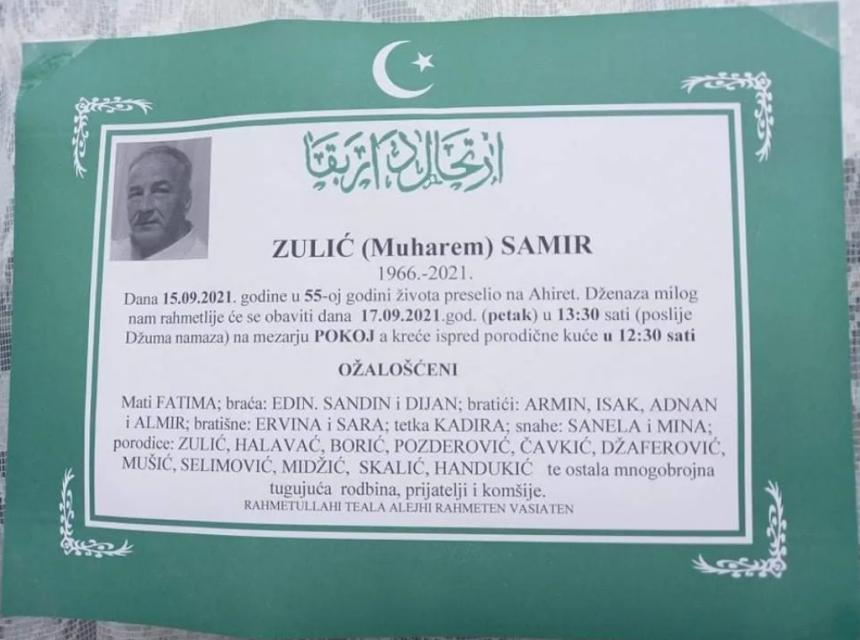 ارتحال دار بقا
ZULIĆ (Muharem) SAMIR
1966.-2021.
Dana 15.09.2021. godine u 55-oj godini života preselio na Ahiret. Dženaza milog
nam rahmetlije će se obaviti dana 17.09.2021.god. (petak) u 13:30 sati (poslije
Džuma namaza) na mezarju POKOJ a kreće ispred porodične kuće u 12:30 sati
OŽALOŠĆENI
Mati FATIMA; braća: EDIN. SANDIN i DIJAN; bratići: ARMIN, ISAK, ADNAN
i ALMIR; bratišne: ERVINA i SARA; tetka KADIRA; snahe: SANELA i MINA;
porodice: ZULIĆ, HALAVAĆ, BORIĆ, POZDEROVIĆ, ČAVKIĆ, DŽAFEROVIĆ,
MUŠIĆ, SELIMOVIĆ, MIDŽIĆ, SKALIĆ, HANDUKIĆ te ostala mnogobrojna
tugujuća rodbina, prijatelji i komšije.
RAHMETULLAHI TEALA ALEJHI RAHMETEN VASIATEN